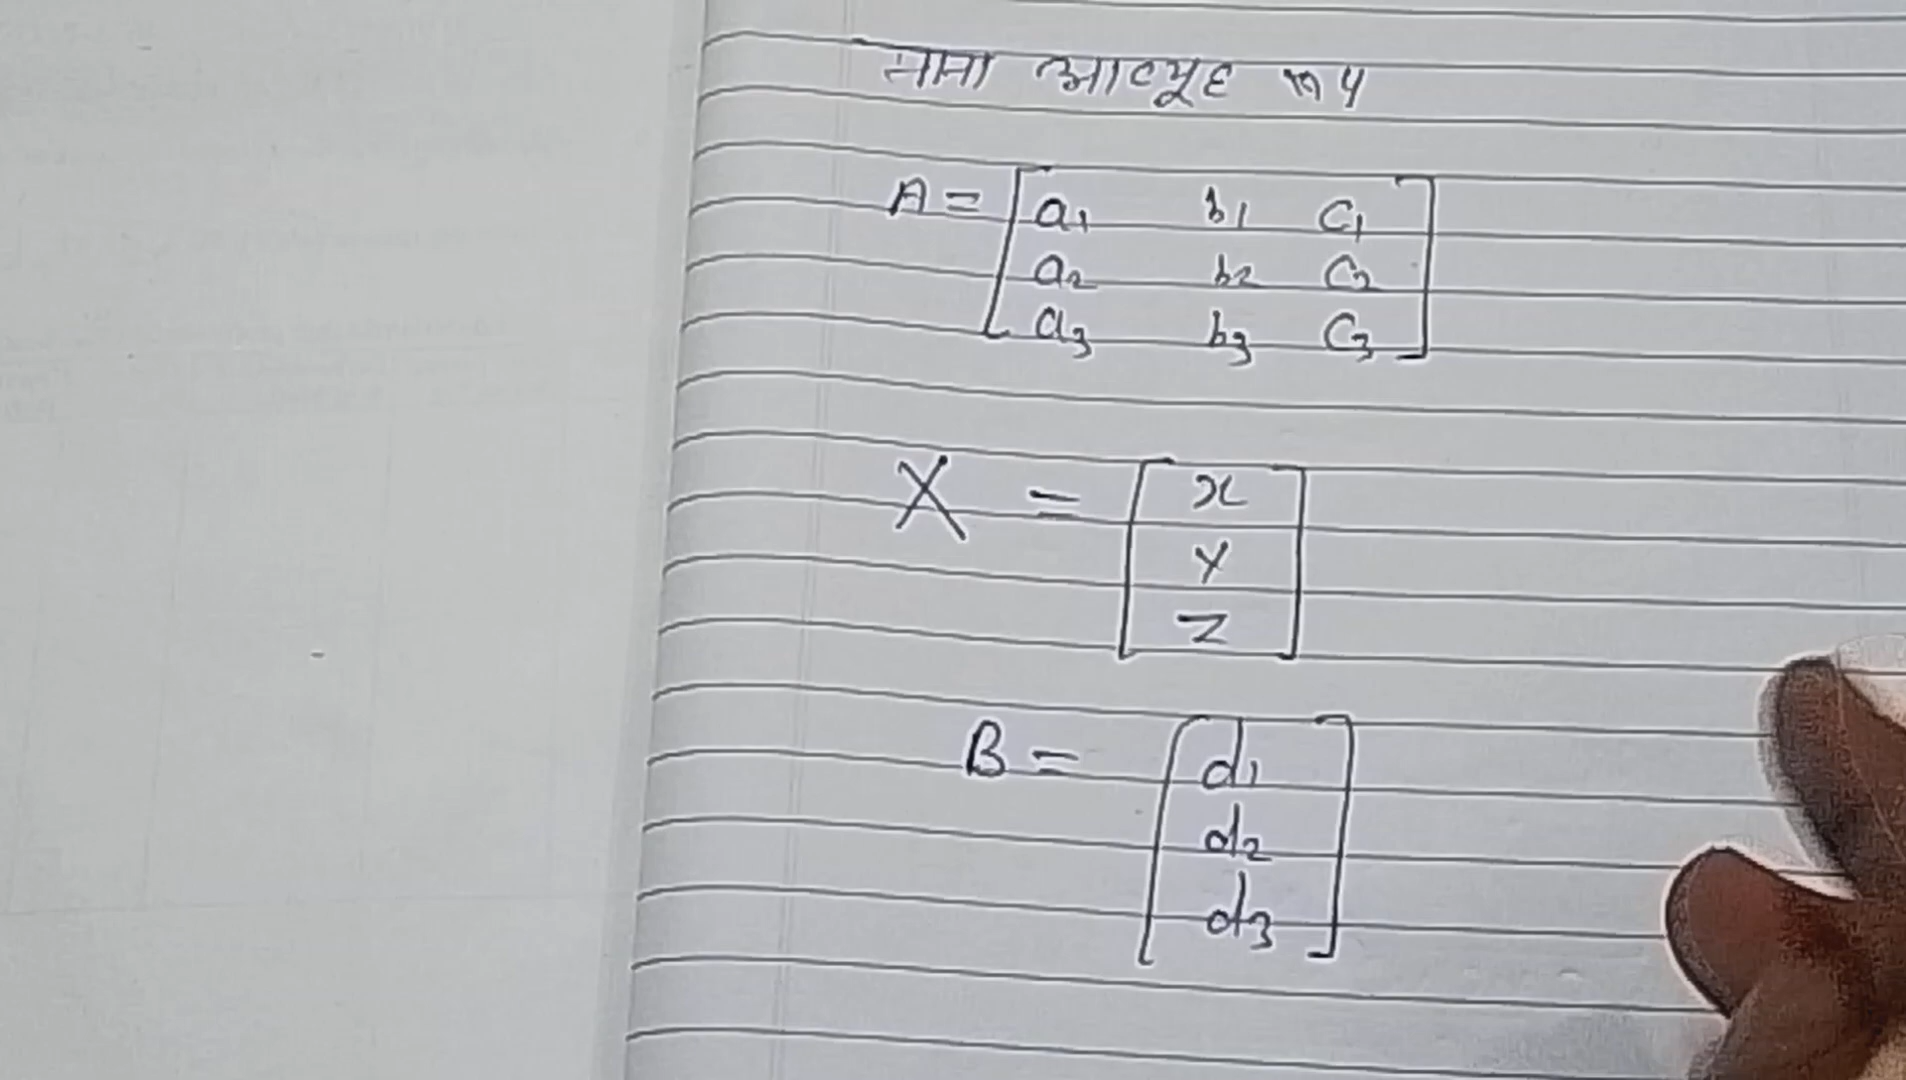 माना आव्यूह रूप
A = [ a1 b1 c1
a2 b2 c2
a3 b3 c3 ]
X = [ x
y
z ]
B = [ d1
d2
d3 ]